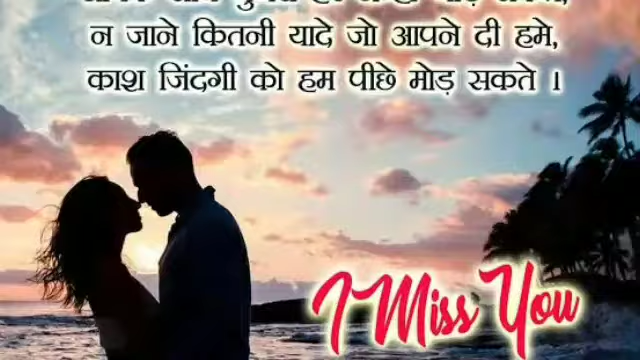 न जाने कितनी यादे जो आपने दी हमे,
काश जिंदगी को हम पीछे मोड़ सकते ।
I Miss You